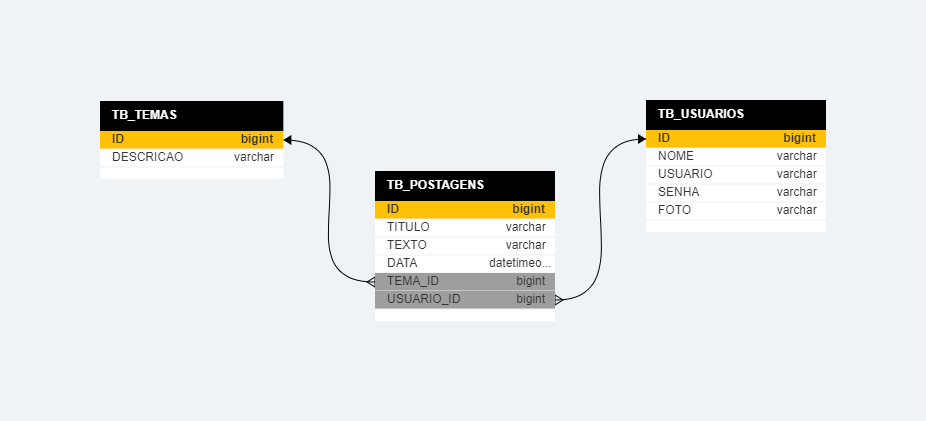 TB_TEMAS
ID bigint
DESCRICAO varchar
TB_POSTAGENS
ID bigint
TITULO varchar
TEXTO varchar
DATA datetimeo...
TEMA_ID bigint
USUARIO_ID bigint
TB_USUARIOS
ID bigint
NOME varchar
USUARIO varchar
SENHA varchar
FOTO varchar